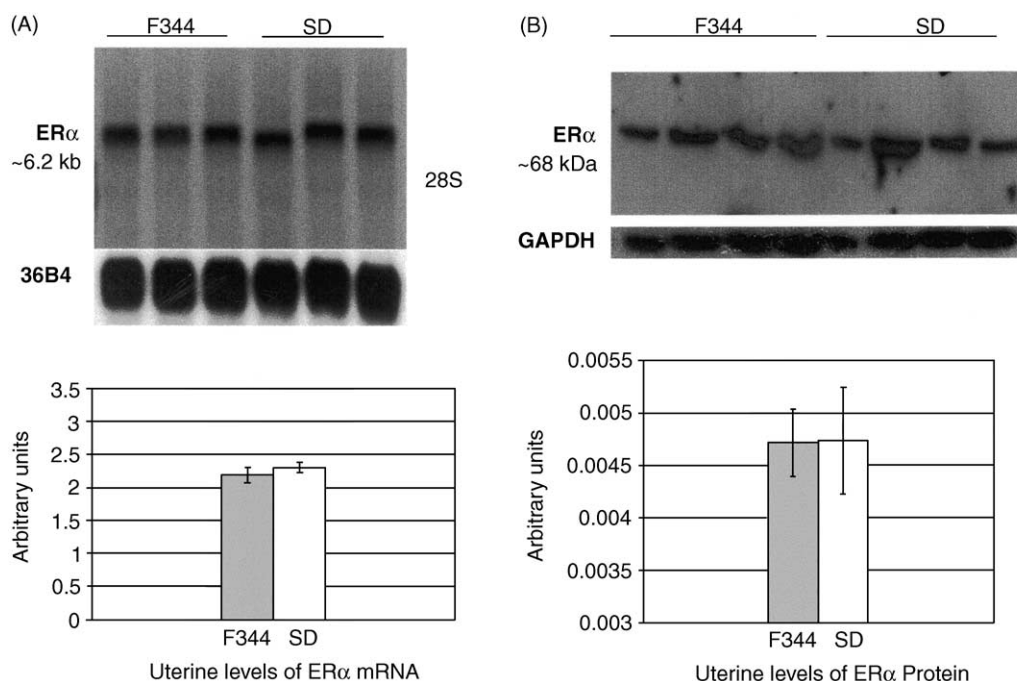 (A)
F344 SD
ERα
~6.2 kb
28S
36B4
3.5
3
2.5
2
1.5
1
0.5
0
Arbitrary units
F344 SD
Uterine levels of ERα mRNA
(B)
F344 SD
ERα
~68 kDa
GAPDH
0.0055
0.005
0.0045
0.004
0.0035
0.003
Arbitrary units
F344 SD
Uterine levels of ERα Protein